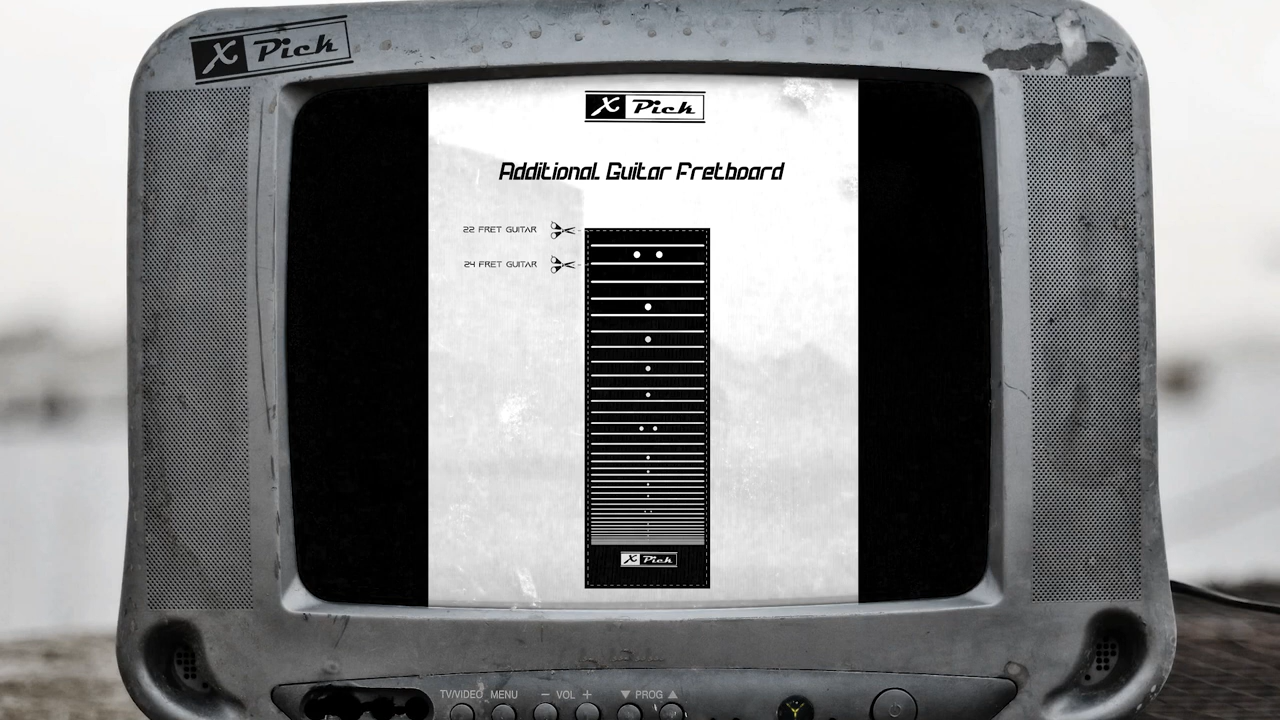 X Pick
X Pick
Additional Guitar Fretboard
22 FRET GUITAR
24 FRET GUITAR
X Pick
TV/VIDEO MENU − VOL + ▼ PROG ▲